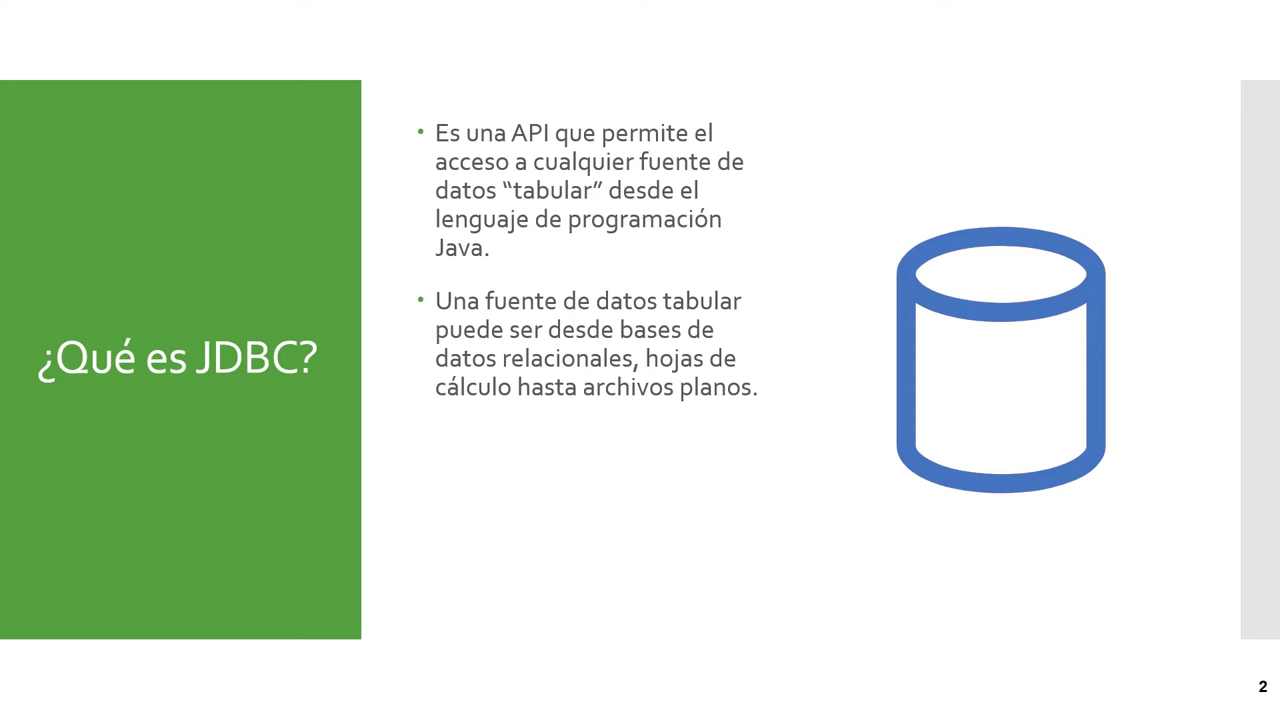 ¿Qué es JDBC?
• Es una API que permite el
acceso a cualquier fuente de
datos “tabular” desde el
lenguaje de programación
Java.
• Una fuente de datos tabular
puede ser desde bases de
datos relacionales, hojas de
cálculo hasta archivos planos.
2